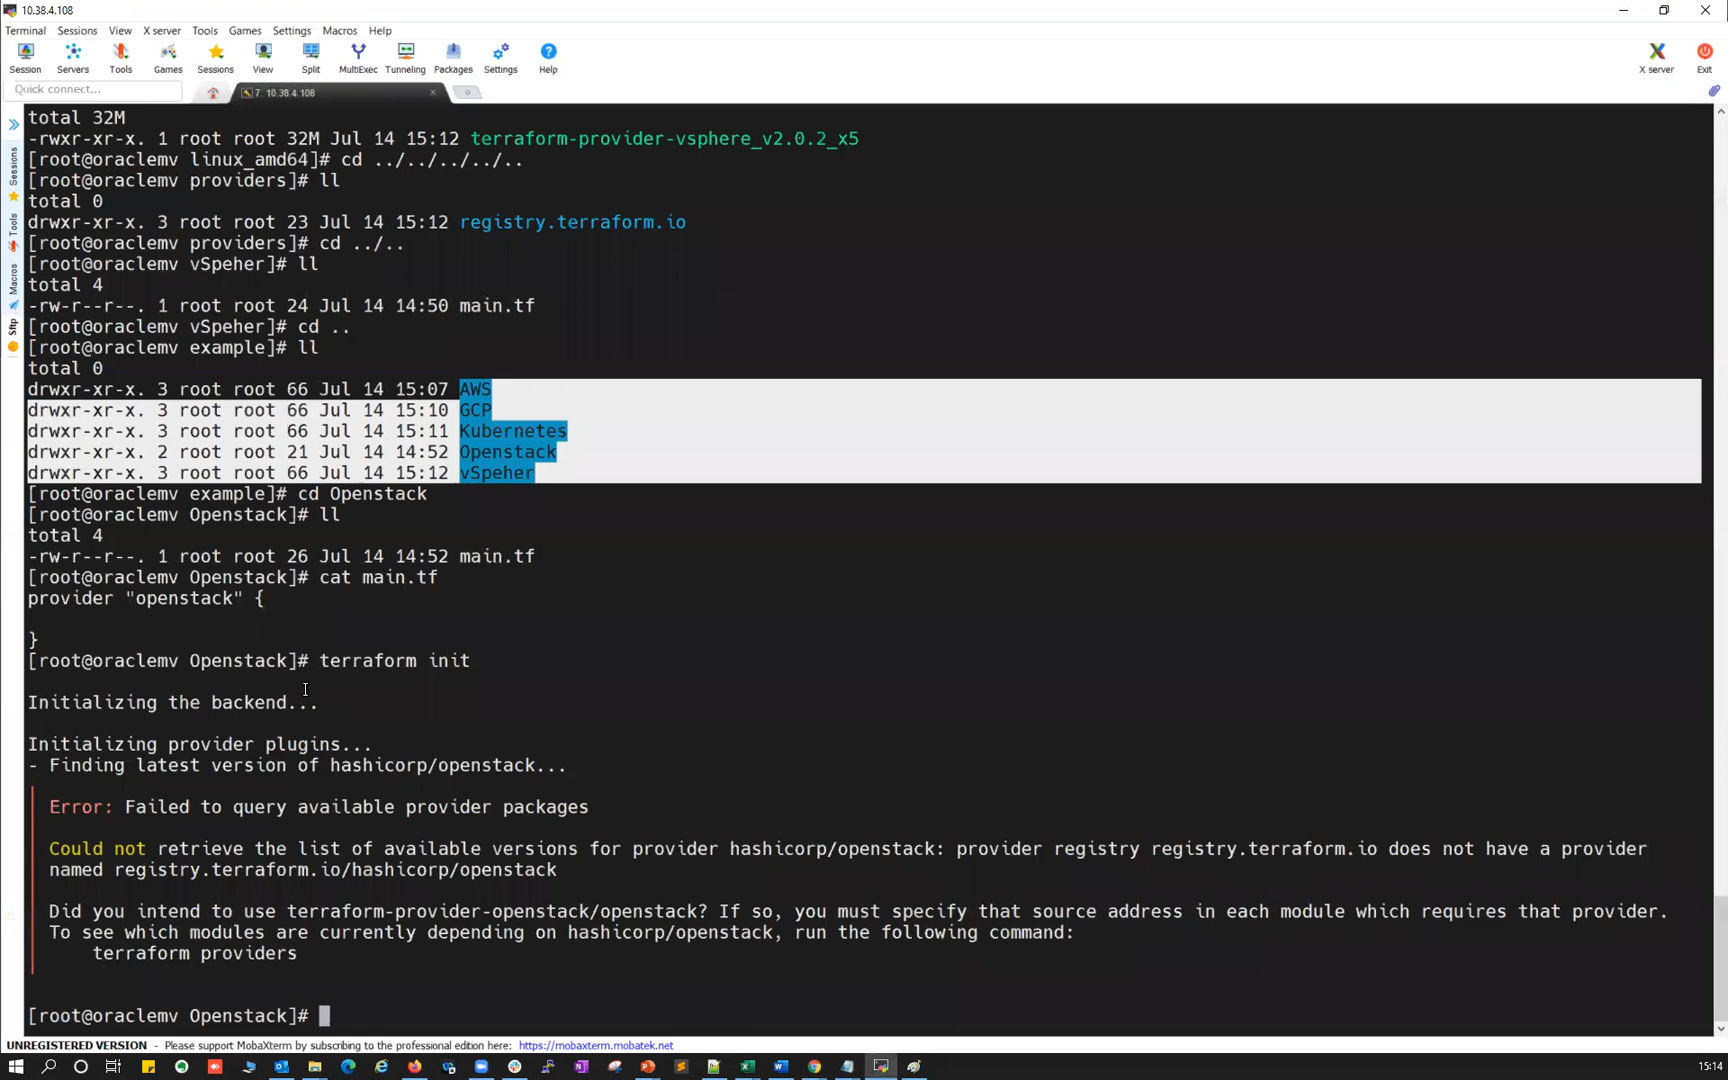 10.38.4.108
Terminal Sessions View X server Tools Games Settings Macros Help
Session Servers Tools Games Sessions View Split MultiExec Tunneling Packages Settings Help X server Exit
Quick connect... 7. 10.38.4.108
Sessions
Tools
Macros
Sftp
total 32M
-rwxr-xr-x. 1 root root 32M Jul 14 15:12 terraform-provider-vsphere_v2.0.2_x5
[root@oraclemv linux_amd64]# cd ../../../../..
[root@oraclemv providers]# ll
total 0
drwxr-xr-x. 3 root root 23 Jul 14 15:12 registry.terraform.io
[root@oraclemv providers]# cd ../..
[root@oraclemv vSpeher]# ll
total 4
-rw-r--r--. 1 root root 24 Jul 14 14:50 main.tf
[root@oraclemv vSpeher]# cd ..
[root@oraclemv example]# ll
total 0
drwxr-xr-x. 3 root root 66 Jul 14 15:07 AWS
drwxr-xr-x. 3 root root 66 Jul 14 15:10 GCP
drwxr-xr-x. 3 root root 66 Jul 14 15:11 Kubernetes
drwxr-xr-x. 2 root root 21 Jul 14 14:52 Openstack
drwxr-xr-x. 3 root root 66 Jul 14 15:12 vSpeher
[root@oraclemv example]# cd Openstack
[root@oraclemv Openstack]# ll
total 4
-rw-r--r--. 1 root root 26 Jul 14 14:52 main.tf
[root@oraclemv Openstack]# cat main.tf
provider "openstack" {
}
[root@oraclemv Openstack]# terraform init
Initializing the backend...
Initializing provider plugins...
- Finding latest version of hashicorp/openstack...
Error: Failed to query available provider packages
Could not retrieve the list of available versions for provider hashicorp/openstack: provider registry registry.terraform.io does not have a provider
named registry.terraform.io/hashicorp/openstack
Did you intend to use terraform-provider-openstack/openstack? If so, you must specify that source address in each module which requires that provider.
To see which modules are currently depending on hashicorp/openstack, run the following command:
terraform providers
[root@oraclemv Openstack]#
UNREGISTERED VERSION - Please support MobaXterm by subscribing to the professional edition here: https://mobaxterm.mobatek.net
15:14